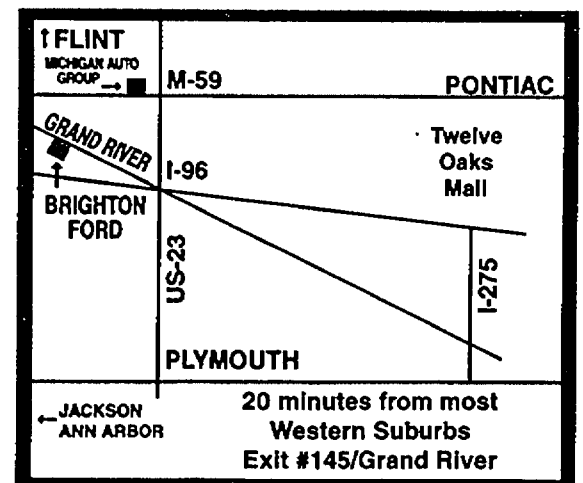 ↑FLINT
MICHIGAN AUTO
GROUP →
M-59
PONTIAC
GRAND RIVER
Twelve
Oaks
Mall
I-96
BRIGHTON
FORD
US-23
I-275
PLYMOUTH
←JACKSON
ANN ARBOR
20 minutes from most
Western Suburbs
Exit #145/Grand River